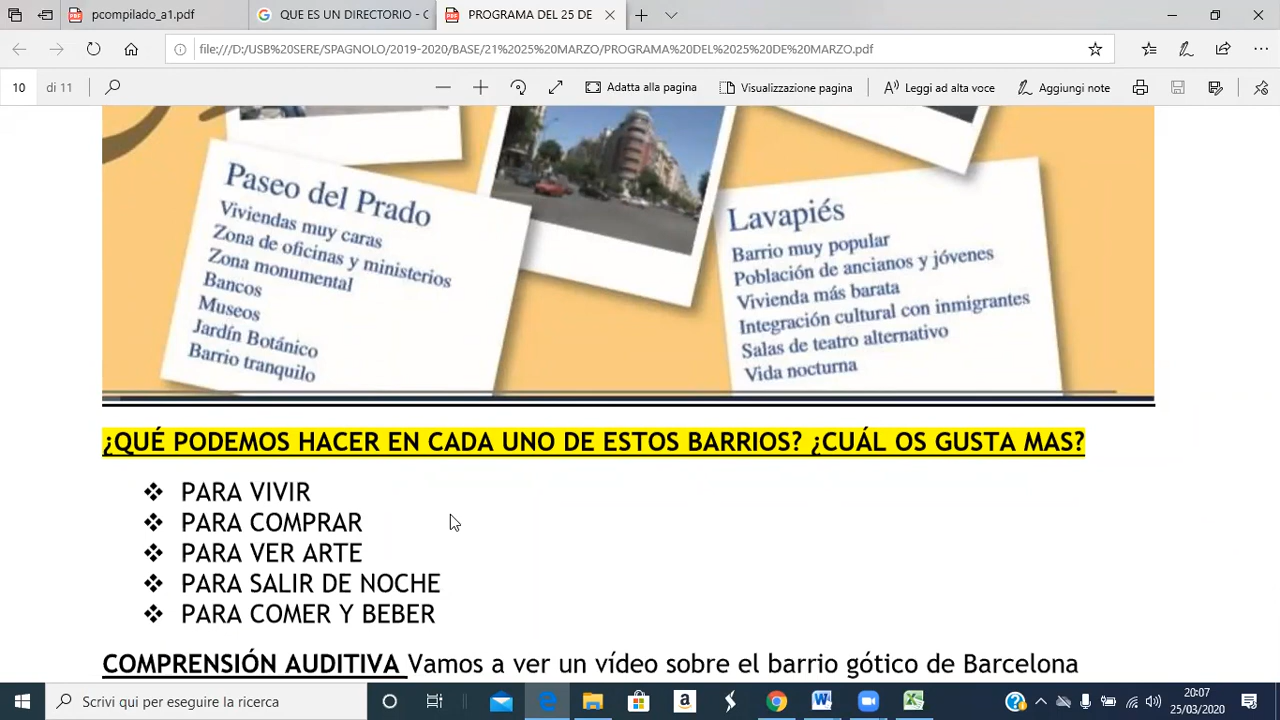 pcompilado_a1.pdf
QUE ES UN DIRECTORIO - C
PROGRAMA DEL 25 DE
file:///D:/USB%20SERE/SPAGNOLO/2019-2020/BASE/21%2025%20MARZO/PROGRAMA%20DEL%2025%20DE%20MARZO.pdf
10 di 11
Adatta alla pagina
Visualizzazione pagina
Leggi ad alta voce
Aggiungi note
Paseo del Prado
Viviendas muy caras
Zona de oficinas y ministerios
Zona monumental
Bancos
Museos
Jardín Botánico
Barrio tranquilo
Lavapiés
Barrio muy popular
Población de ancianos y jóvenes
Vivienda más barata
Integración cultural con inmigrantes
Salas de teatro alternativo
Vida nocturna
¿QUÉ PODEMOS HACER EN CADA UNO DE ESTOS BARRIOS? ¿CUÁL OS GUSTA MAS?
❖ PARA VIVIR
❖ PARA COMPRAR
❖ PARA VER ARTE
❖ PARA SALIR DE NOCHE
❖ PARA COMER Y BEBER
COMPRENSIÓN AUDITIVA Vamos a ver un vídeo sobre el barrio gótico de Barcelona
Scrivi qui per eseguire la ricerca
20:07
25/03/2020